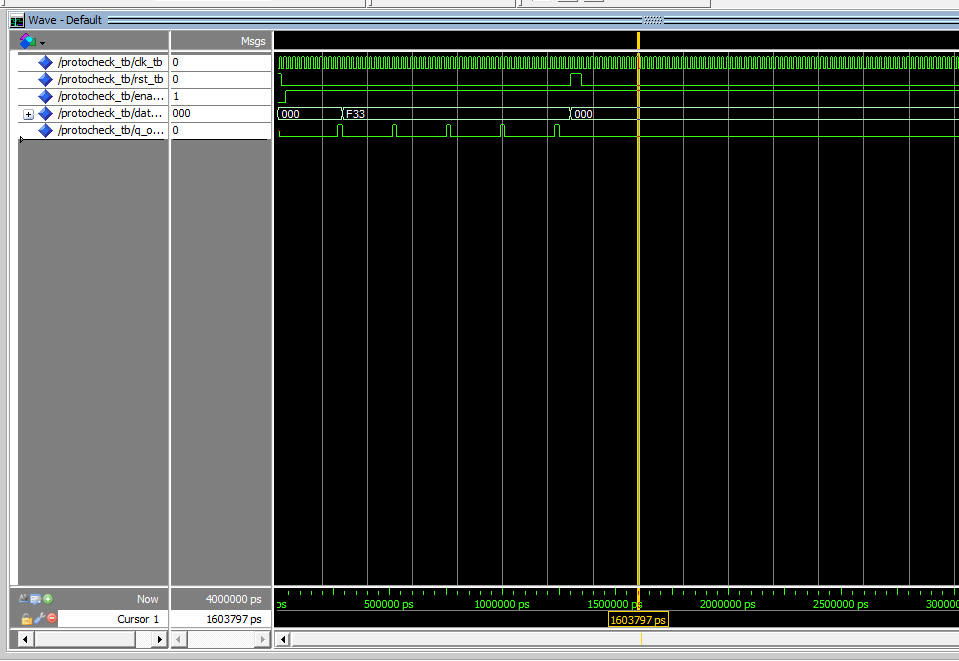 Wave - Default
Msgs
/protocheck_tb/clk_tb 0
/protocheck_tb/rst_tb 0
/protocheck_tb/ena... 1
/protocheck_tb/dat... 000 000 F33 000
/protocheck_tb/q_o... 0
Now 4000000 ps ps 500000 ps 1000000 ps 1500000 ps 2000000 ps 2500000 ps 300000
Cursor 1 1603797 ps 1603797 ps